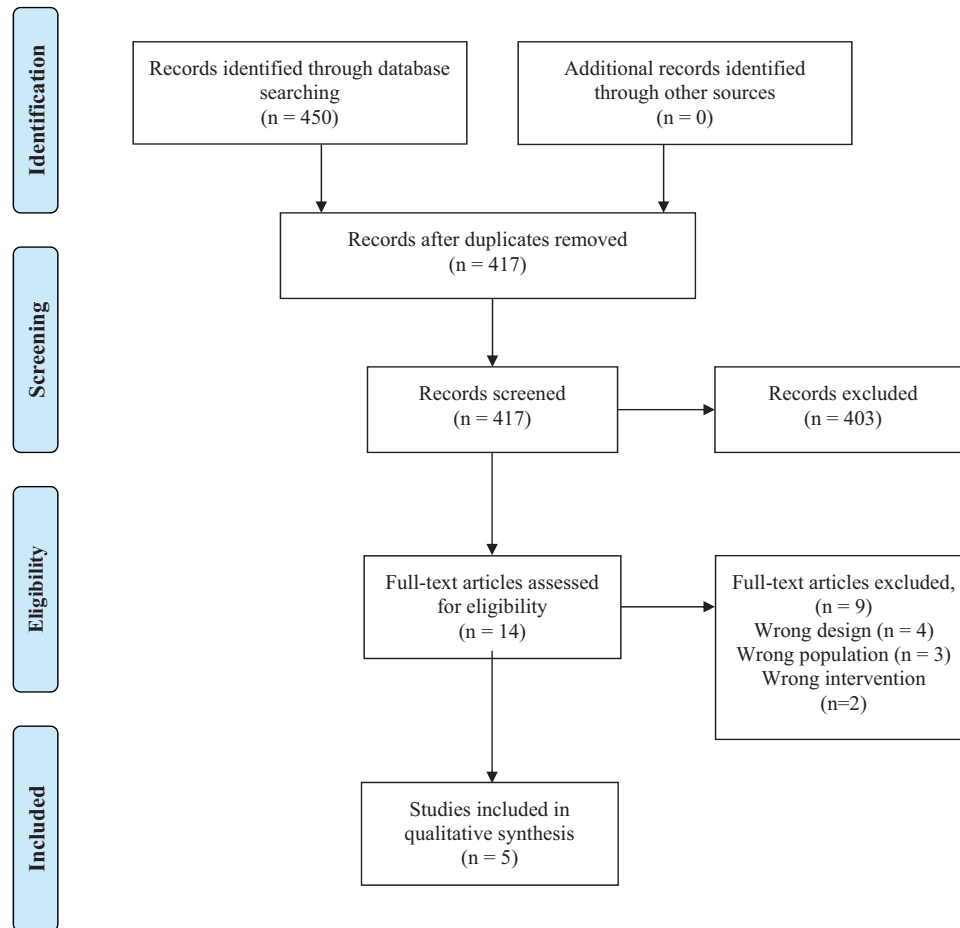 Identification
Records identified through database
searching
(n = 450)
Additional records identified
through other sources
(n = 0)
Records after duplicates removed
(n = 417)
Screening
Records screened
(n = 417)
Records excluded
(n = 403)
Eligibility
Full-text articles assessed
for eligibility
(n = 14)
Full-text articles excluded,
(n = 9)
Wrong design (n = 4)
Wrong population (n = 3)
Wrong intervention
(n=2)
Included
Studies included in
qualitative synthesis
(n = 5)